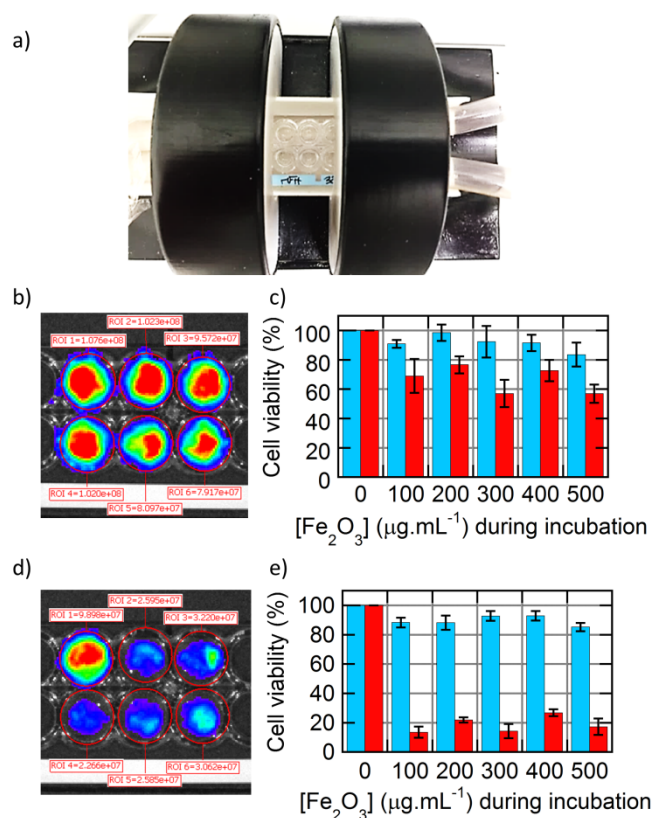 a)
b)
ROI 2=1.023e+08
ROI 1=1.076e+08
ROI 3=9.572e+07
ROI 4=1.020e+08
ROI 6=7.917e+07
ROI 5=8.097e+07
c)
Cell viability (%)
100
80
60
40
20
0
0 100 200 300 400 500
[Fe₂O₃] (μg.mL⁻¹) during incubation
d)
ROI 2=2.595e+07
ROI 1=9.898e+07
ROI 3=3.220e+07
ROI 4=2.266e+07
ROI 6=3.062e+07
ROI 5=2.585e+07
e)
Cell viability (%)
100
80
60
40
20
0
0 100 200 300 400 500
[Fe₂O₃] (μg.mL⁻¹) during incubation